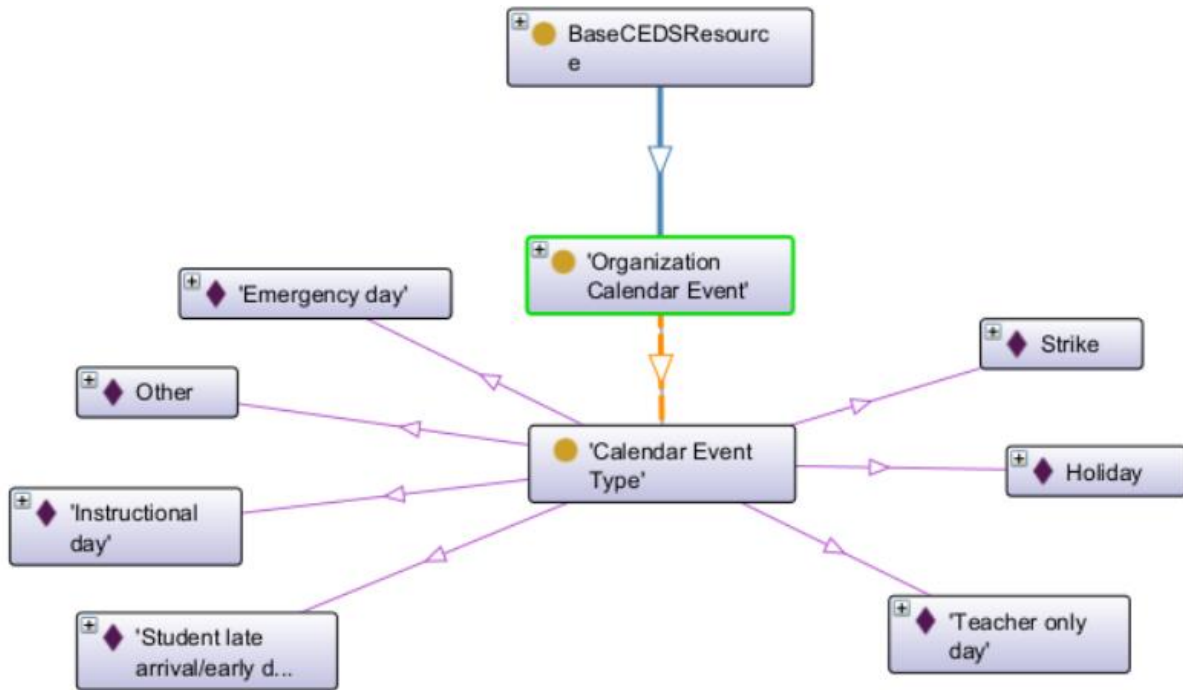 BaseCEDSResourc
e
'Organization
Calendar Event'
'Emergency day'
Strike
Other
'Calendar Event
Type'
Holiday
'Instructional
day'
'Student late
arrival/early d...
'Teacher only
day'